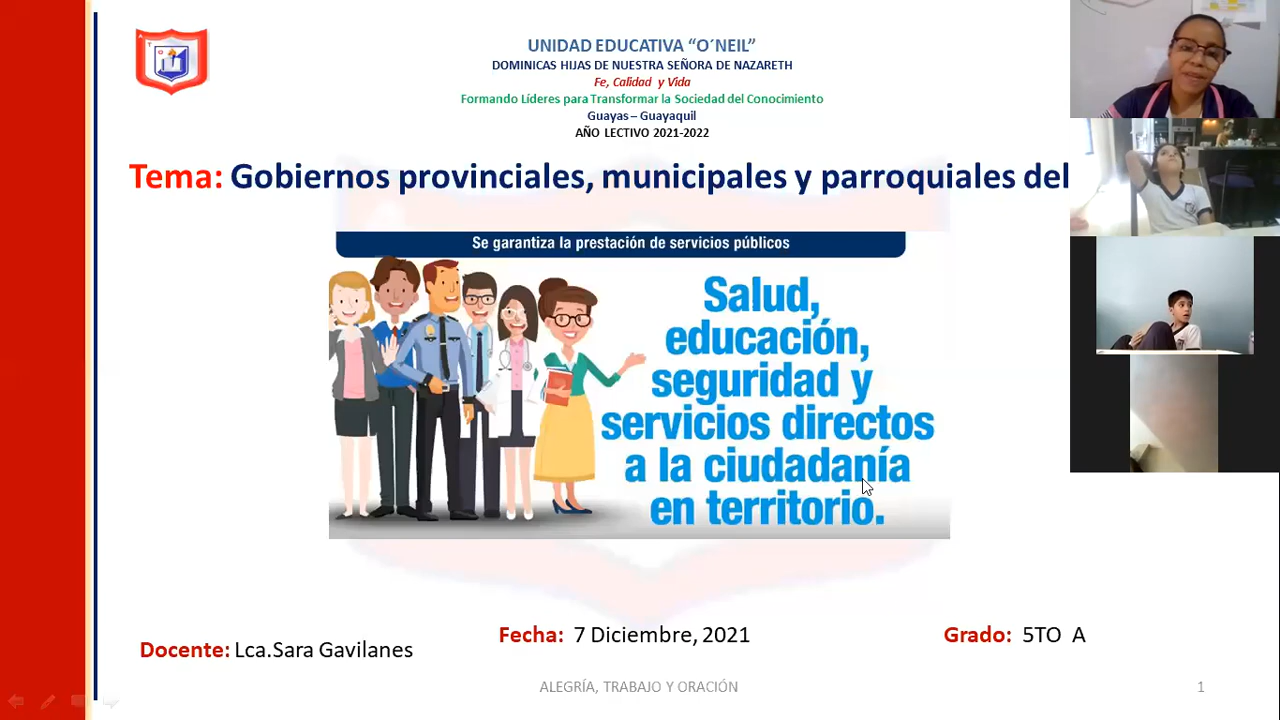 UNIDAD EDUCATIVA “O´NEIL”
DOMINICAS HIJAS DE NUESTRA SEÑORA DE NAZARETH
Fe, Calidad y Vida
Formando Líderes para Transformar la Sociedad del Conocimiento
Guayas – Guayaquil
AÑO LECTIVO 2021-2022
Tema: Gobiernos provinciales, municipales y parroquiales del
Se garantiza la prestación de servicios públicos
Salud,
educación,
seguridad y
servicios directos
a la ciudadanía
en territorio.
Docente: Lca.Sara Gavilanes
Fecha: 7 Diciembre, 2021
Grado: 5TO A
ALEGRÍA, TRABAJO Y ORACIÓN
1